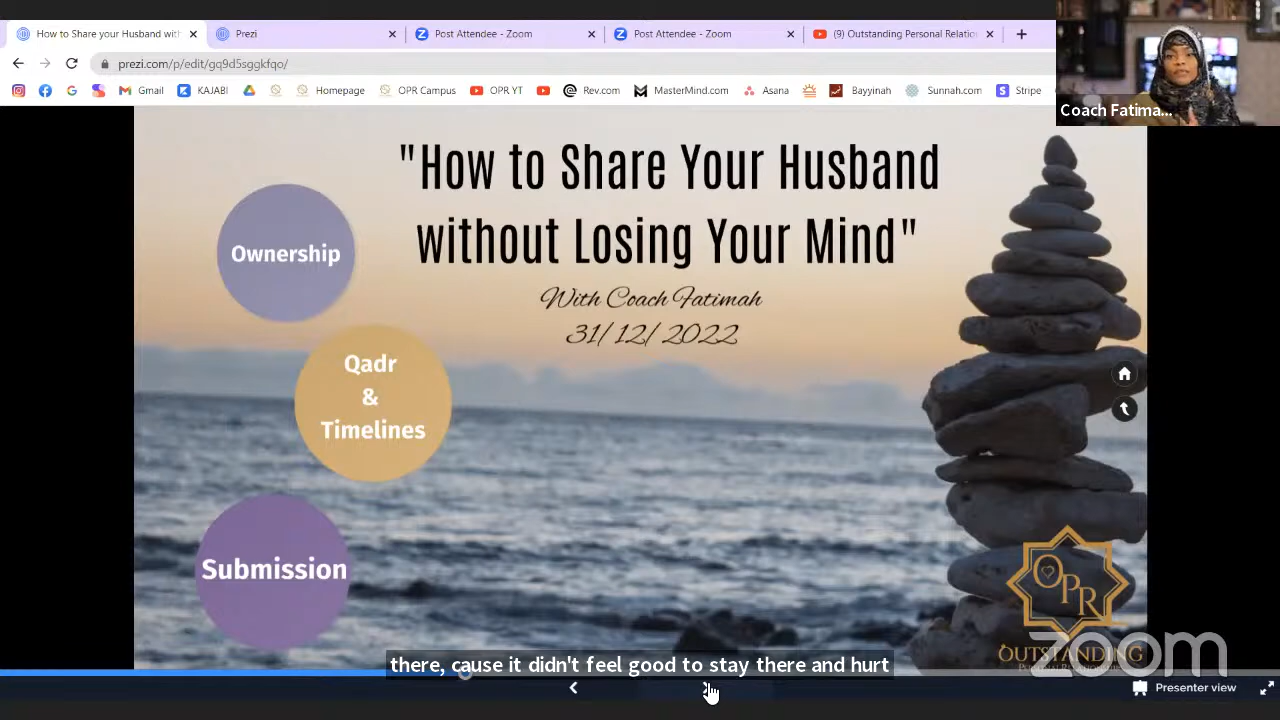 How to Share your Husband with
Prezi
Post Attendee - Zoom
Post Attendee - Zoom
(9) Outstanding Personal Relatio
prezi.com/p/edit/gq9d5sggkfqo/
Gmail
KAJABI
Homepage
OPR Campus
OPR YT
Rev.com
MasterMind.com
Asana
Bayyinah
Sunnah.com
Stripe
Coach Fatima...
"How to Share Your Husband
without Losing Your Mind"
With Coach Fatimah
31/12/2022
Ownership
Qadr
&
Timelines
Submission
OPR
OUTSTANDING
PERSONAL RELATIONSHIPS
zoom
there, cause it didn't feel good to stay there and hurt
Presenter view